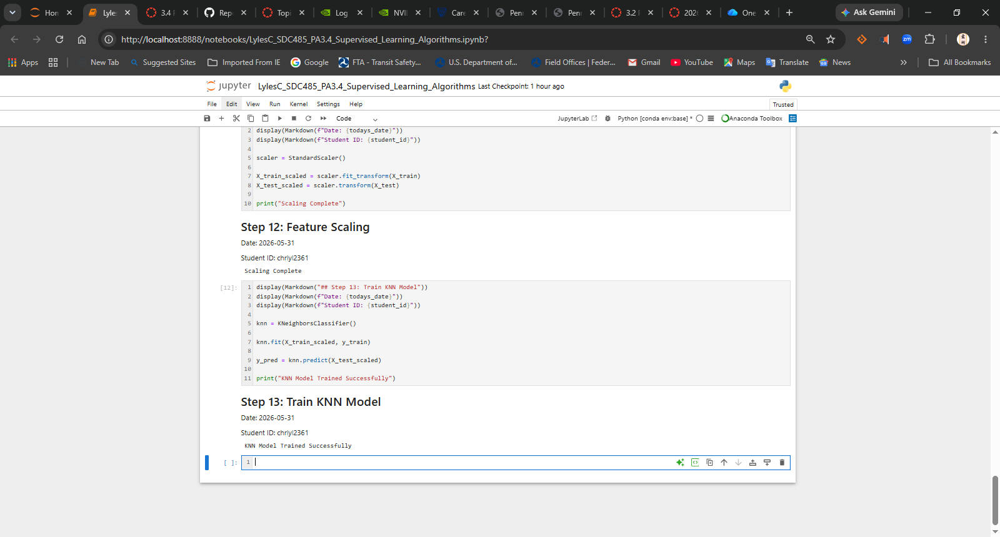 Hor
Lyles
3.4 F
Rep
Topi
Log
NVI
Care
Penr
Penr
3.2 F
202
One
Ask Gemini
http://localhost:8888/notebooks/LylesC_SDC485_PA3.4_Supervised_Learning_Algorithms.ipynb?
zm
Apps
New Tab
Suggested Sites
Imported From IE
Google
FTA - Transit Safety...
U.S. Department of...
Field Offices | Feder...
Gmail
YouTube
Maps
Translate
News
»
All Bookmarks
jupyter LylesC_SDC485_PA3.4_Supervised_Learning_Algorithms Last Checkpoint: 1 hour ago
File Edit View Run Kernel Settings Help
Trusted
Code
JupyterLab
Python [conda env:base] *
Anaconda Toolbox
2 display(Markdown(f"Date: {todays_date}"))
3 display(Markdown(f"Student ID: {student_id}"))
4
5 scaler = StandardScaler()
6
7 X_train_scaled = scaler.fit_transform(X_train)
8 X_test_scaled = scaler.transform(X_test)
9
10 print("Scaling Complete")
Step 12: Feature Scaling
Date: 2026-05-31
Student ID: chrlyl2361
Scaling Complete
[12]:
1 display(Markdown("## Step 13: Train KNN Model"))
2 display(Markdown(f"Date: {todays_date}"))
3 display(Markdown(f"Student ID: {student_id}"))
4
5 knn = KNeighborsClassifier()
6
7 knn.fit(X_train_scaled, y_train)
8
9 y_pred = knn.predict(X_test_scaled)
10
11 print("KNN Model Trained Successfully")
Step 13: Train KNN Model
Date: 2026-05-31
Student ID: chrlyl2361
KNN Model Trained Successfully
[ ]:
1